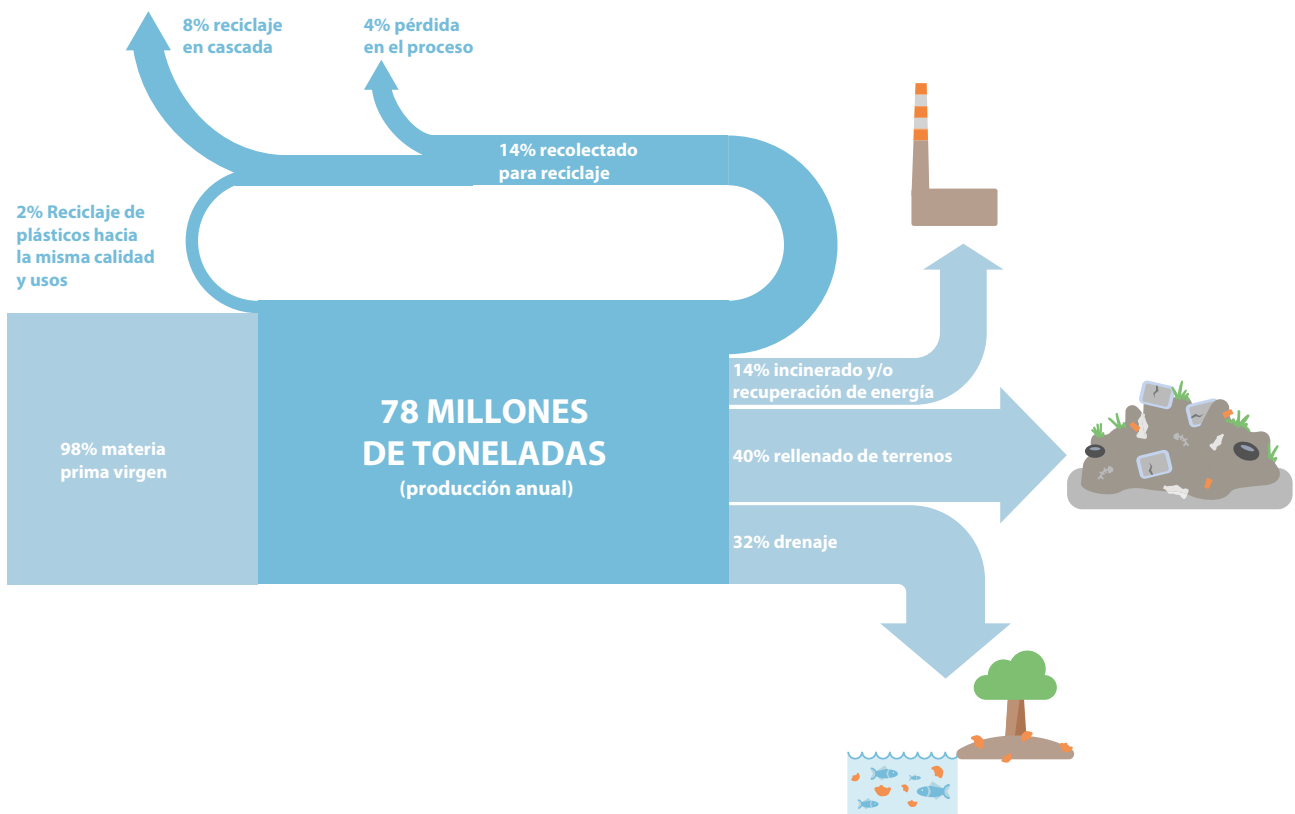 8% reciclaje
en cascada
4% pérdida
en el proceso
14% recolectado
para reciclaje
2% Reciclaje de
plásticos hacia
la misma calidad
y usos
98% materia
prima virgen
78 MILLONES
DE TONELADAS
(producción anual)
14% incinerado y/o
recuperación de energía
40% rellenado de terrenos
32% drenaje